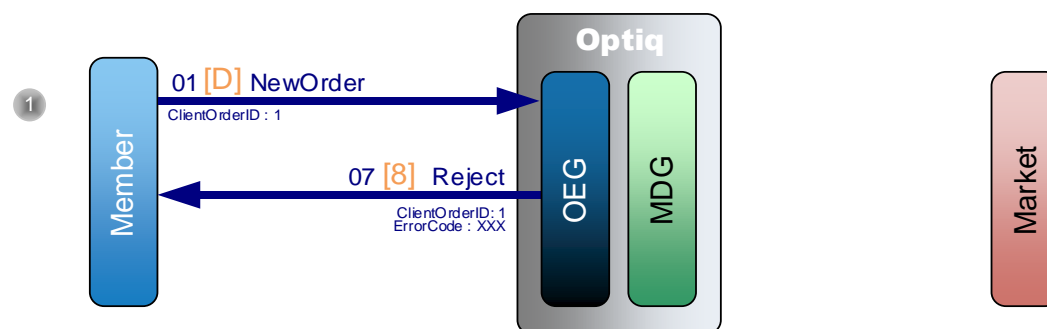 Optiq
1
01 [D] NewOrder
ClientOrderID : 1
07 [8] Reject
ClientOrderID: 1
ErrorCode : XXX
Member
OEG
MDG
Market